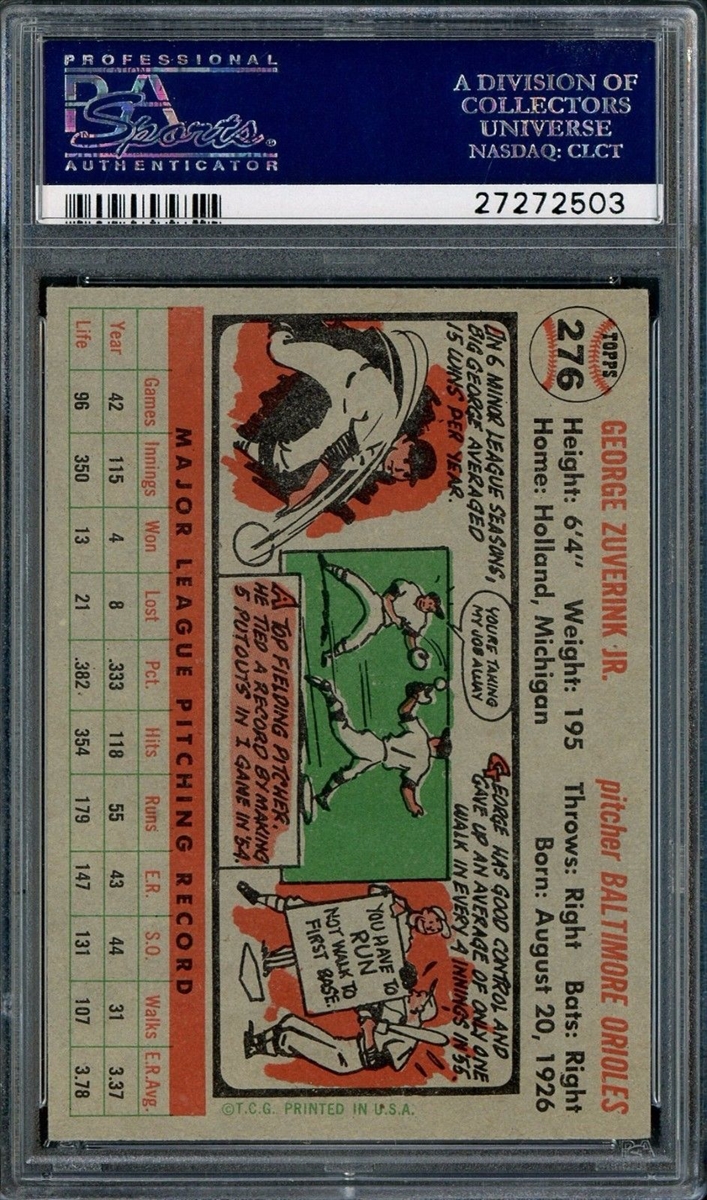 PROFESSIONAL
PSA
Sports®
AUTHENTICATOR
A DIVISION OF
COLLECTORS
UNIVERSE
NASDAQ: CLCT
27272503
TOPPS
276
GEORGE ZUVERINK JR. pitcher BALTIMORE ORIOLES
Height: 6'4" Weight: 195 Throws: Right Bats: Right
Home: Holland, Michigan Born: August 20, 1926
IN 6 MINOR LEAGUE SEASONS,
BIG GEORGE AVERAGED
15 WINS PER YEAR.
YOU'RE TAKING
MY JOB AWAY
A TOP FIELDING PITCHER,
HE TIED A RECORD BY MAKING
5 PUTOUTS IN 1 GAME IN '54.
GEORGE WAS GOOD CONTROL AND
GAVE UP AN AVERAGE OF ONLY ONE
WALK IN EVERY 4 INNINGS IN '55.
YOU HAVE TO
RUN
NOT WALK TO
FIRST BASE.
©T.C.G. PRINTED IN U.S.A.
MAJOR LEAGUE PITCHING RECORD
Games Innings Won Lost Pct. Hits Runs E.R. S.O. Walks E.R.Avg.
Year 42 115 4 8 .333 118 55 43 44 31 3.37
Life 96 350 13 21 .382 354 179 147 131 107 3.78